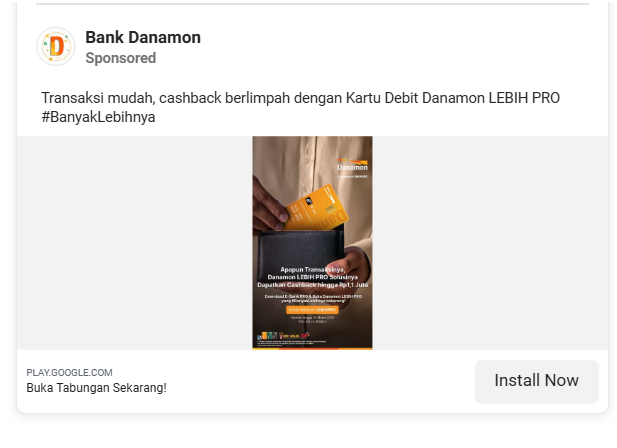 Bank Danamon
Sponsored
Transaksi mudah, cashback berlimpah dengan Kartu Debit Danamon LEBIH PRO
#BanyakLebihnya
Danamon
Apapun Transaksinya,
Danamon LEBIH PRO Solusinya
Dapatkan Cashback hingga Rp1,1 Juta
Download D-Bank PRO & Buka Danamon LEBIH PRO
yang #BanyakLebihnya sekarang!
PLAY.GOOGLE.COM
Buka Tabungan Sekarang!
Install Now